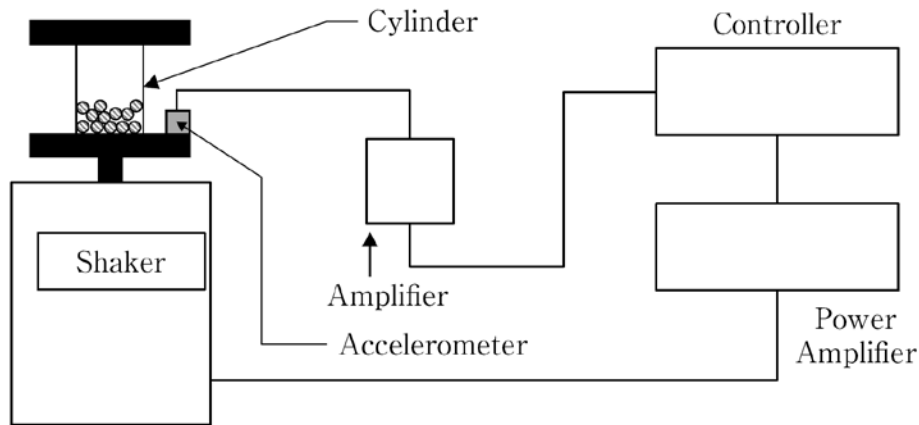 Cylinder
Controller
Shaker
Amplifier
Accelerometer
Power
Amplifier